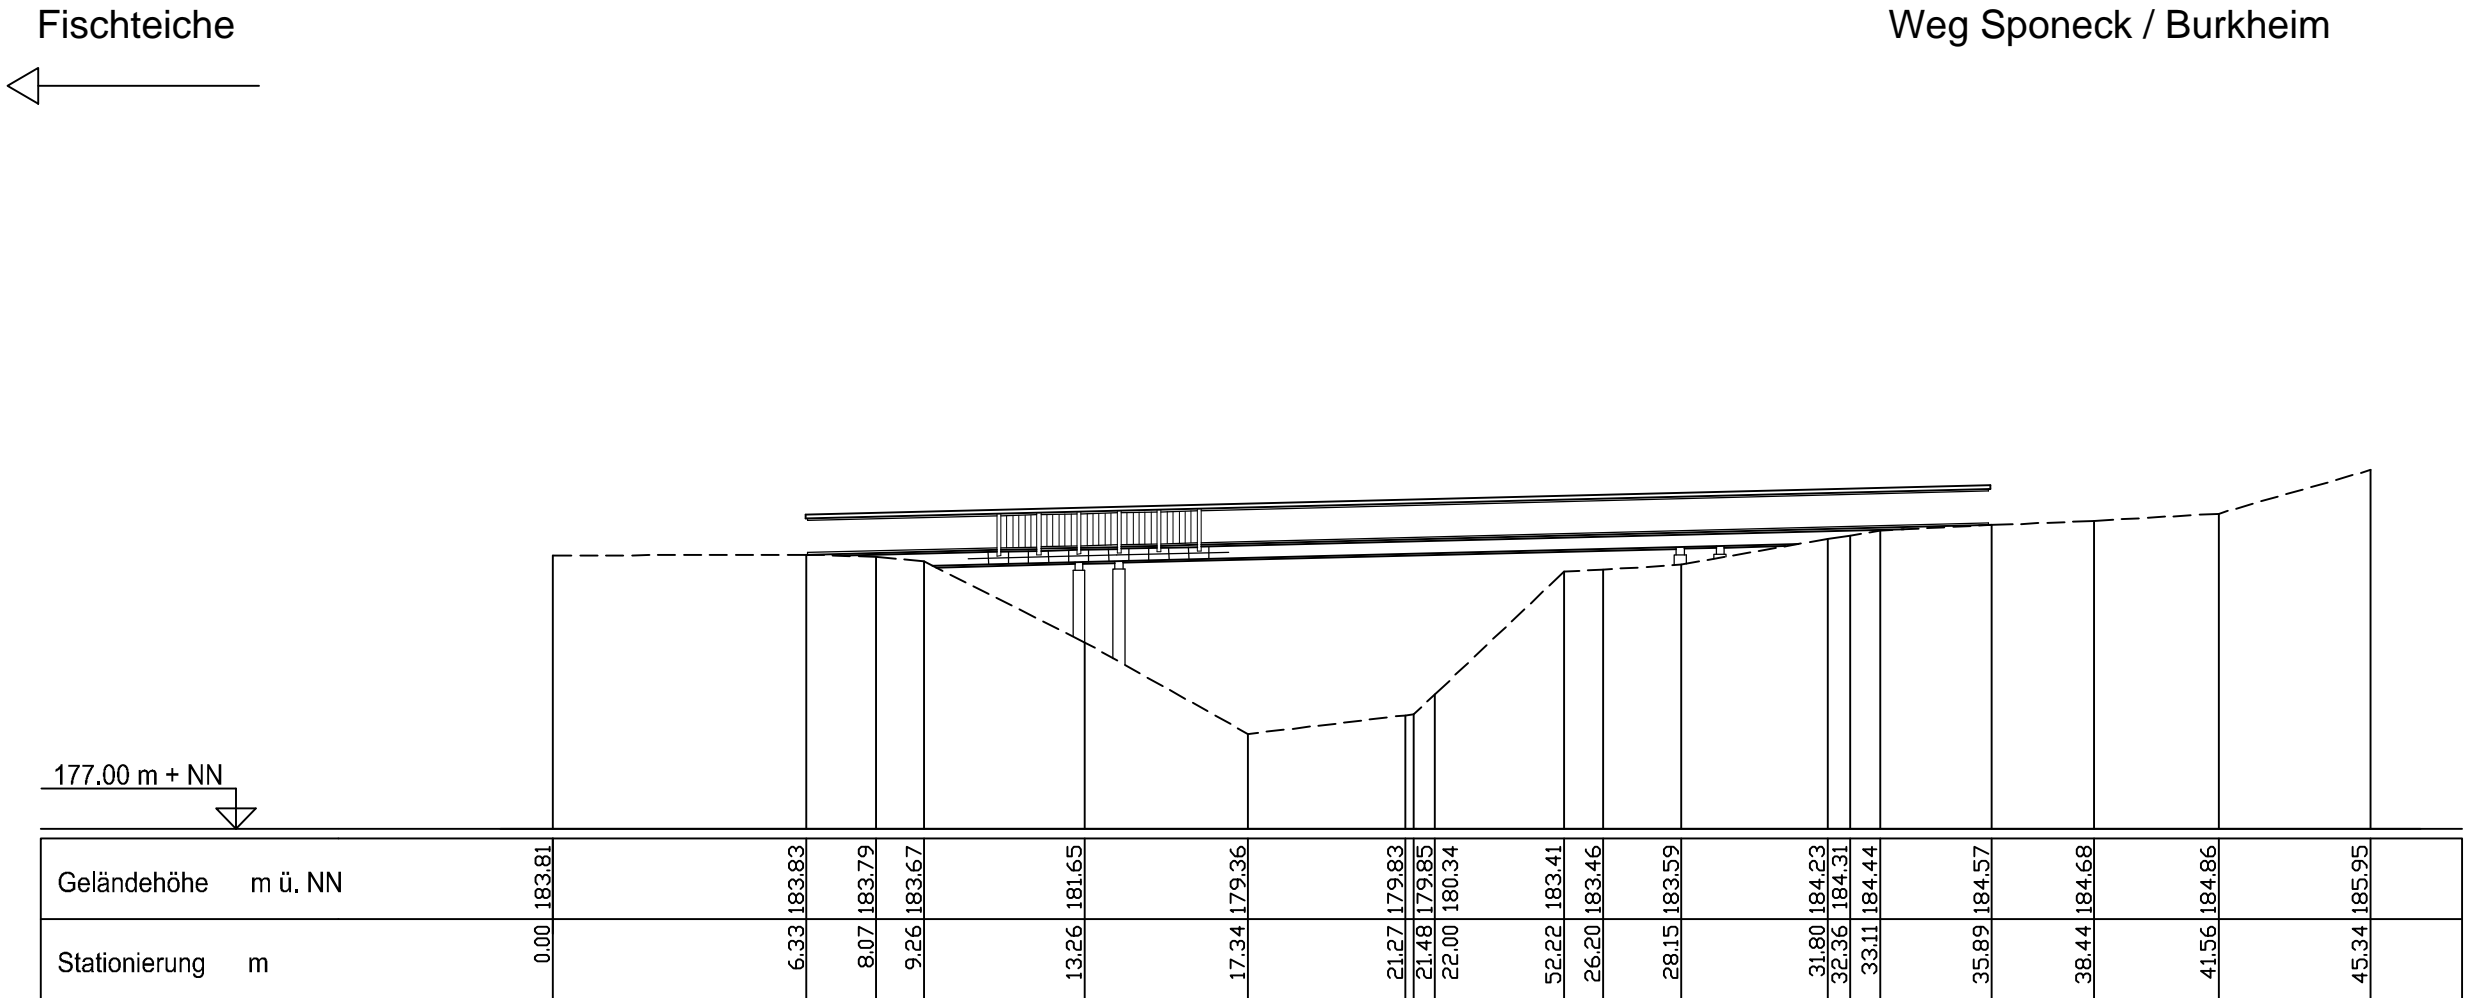 Fischteiche
Weg Sponeck / Burkheim
177.00 m + NN
Geländehöhe m ü. NN 183.81 183.83 183.79 183.67 181.65 179.36 179.83 179.85 180.34 183.41 183.46 183.59 184.23 184.31 184.44 184.57 184.68 184.86 185.95
Stationierung m 0.00 6.33 8.07 9.26 13.26 17.34 21.27 21.48 22.00 52.22 26.20 28.15 31.80 32.36 33.11 35.89 38.44 41.56 45.34